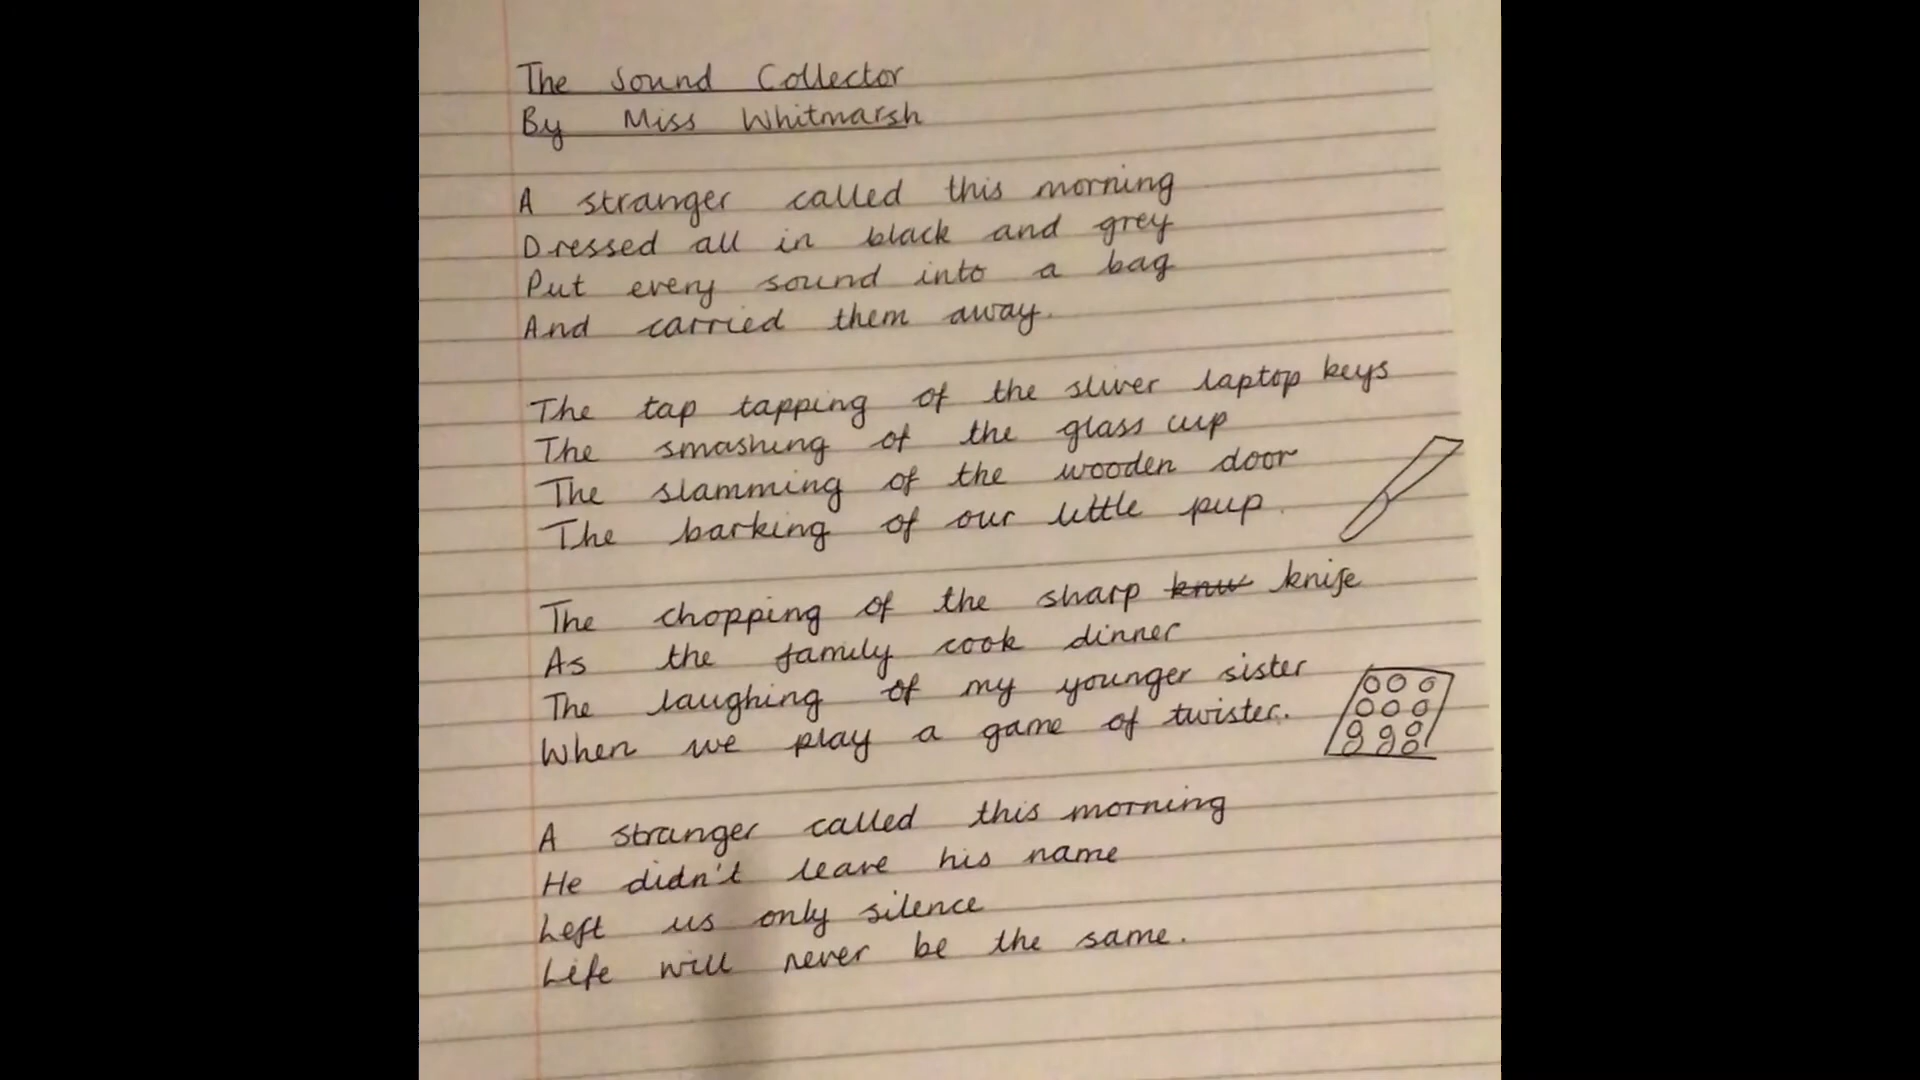 The Sound Collector
By Miss Whitmarsh
A stranger called this morning
Dressed all in black and grey
Put every sound into a bag
And carried them away.
The tap tapping of the sliver laptop keys
The smashing of the glass cup
The slamming of the wooden door
The barking of our little pup.
The chopping of the sharp knife
As the family cook dinner
The laughing of my younger sister
When we play a game of twister.
A stranger called this morning
He didn't leave his name
Left us only silence
Life will never be the same.